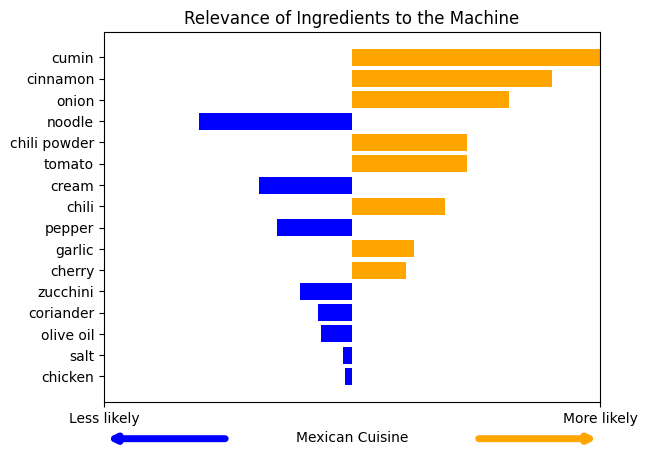 Relevance of Ingredients to the Machine
cumin
cinnamon
onion
noodle
chili powder
tomato
cream
chili
pepper
garlic
cherry
zucchini
coriander
olive oil
salt
chicken
Less likely
More likely
Mexican Cuisine